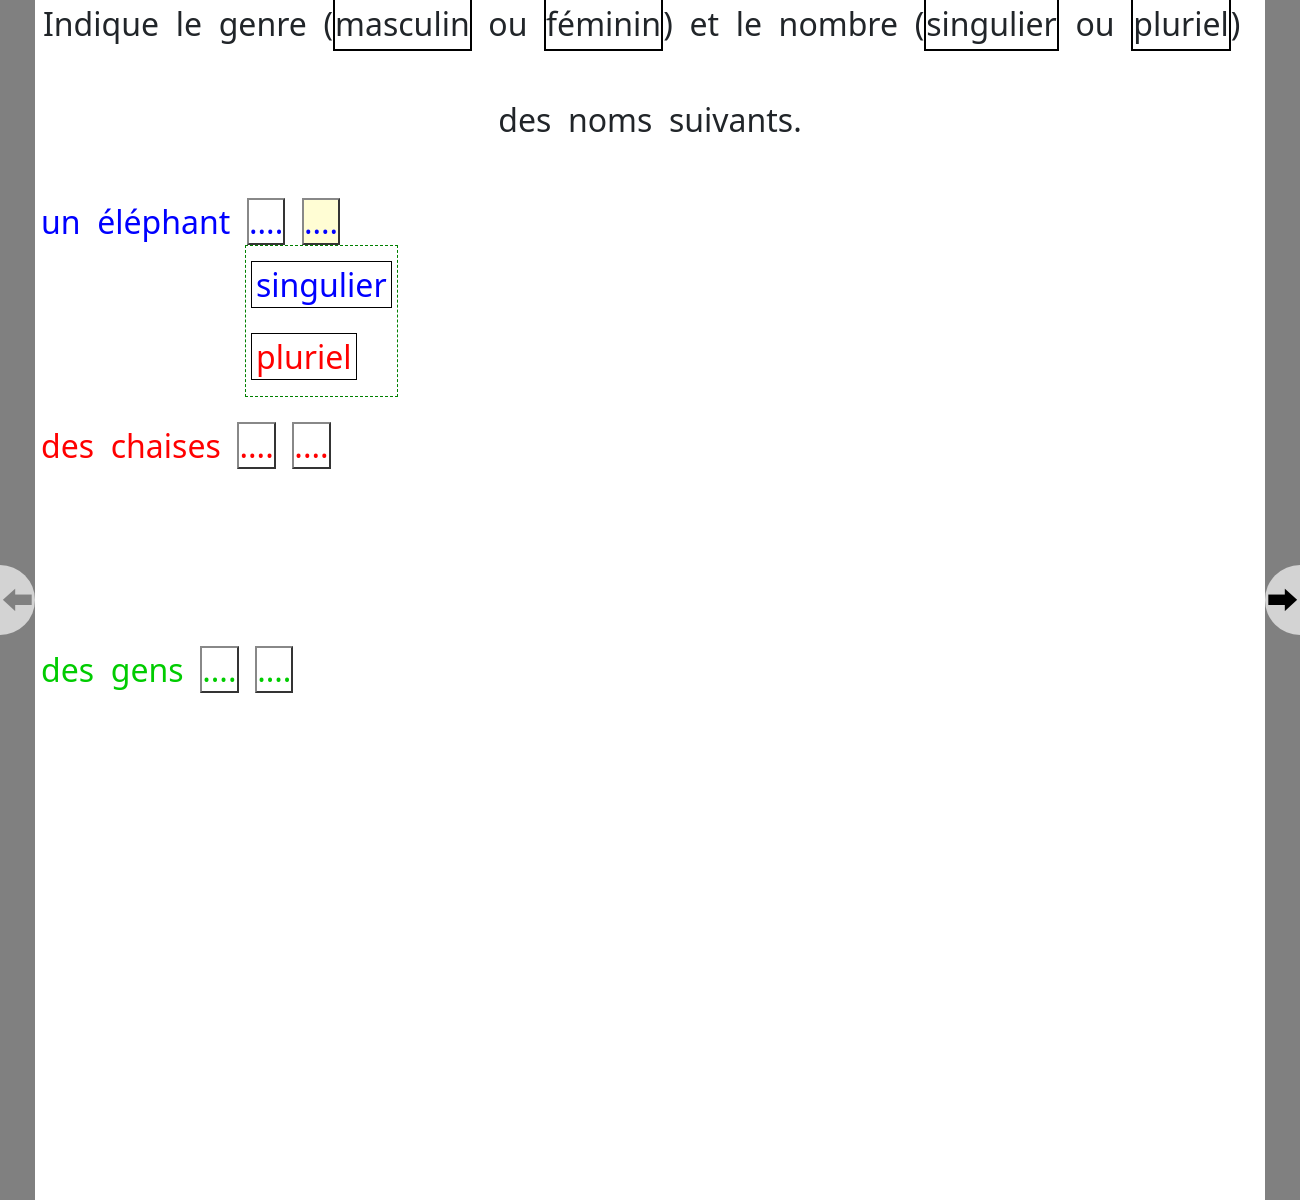 Indique le genre (masculin ou féminin) et le nombre (singulier ou pluriel)
des noms suivants.
un éléphant .... ....
singulier
pluriel
des chaises .... ....
des gens .... ....